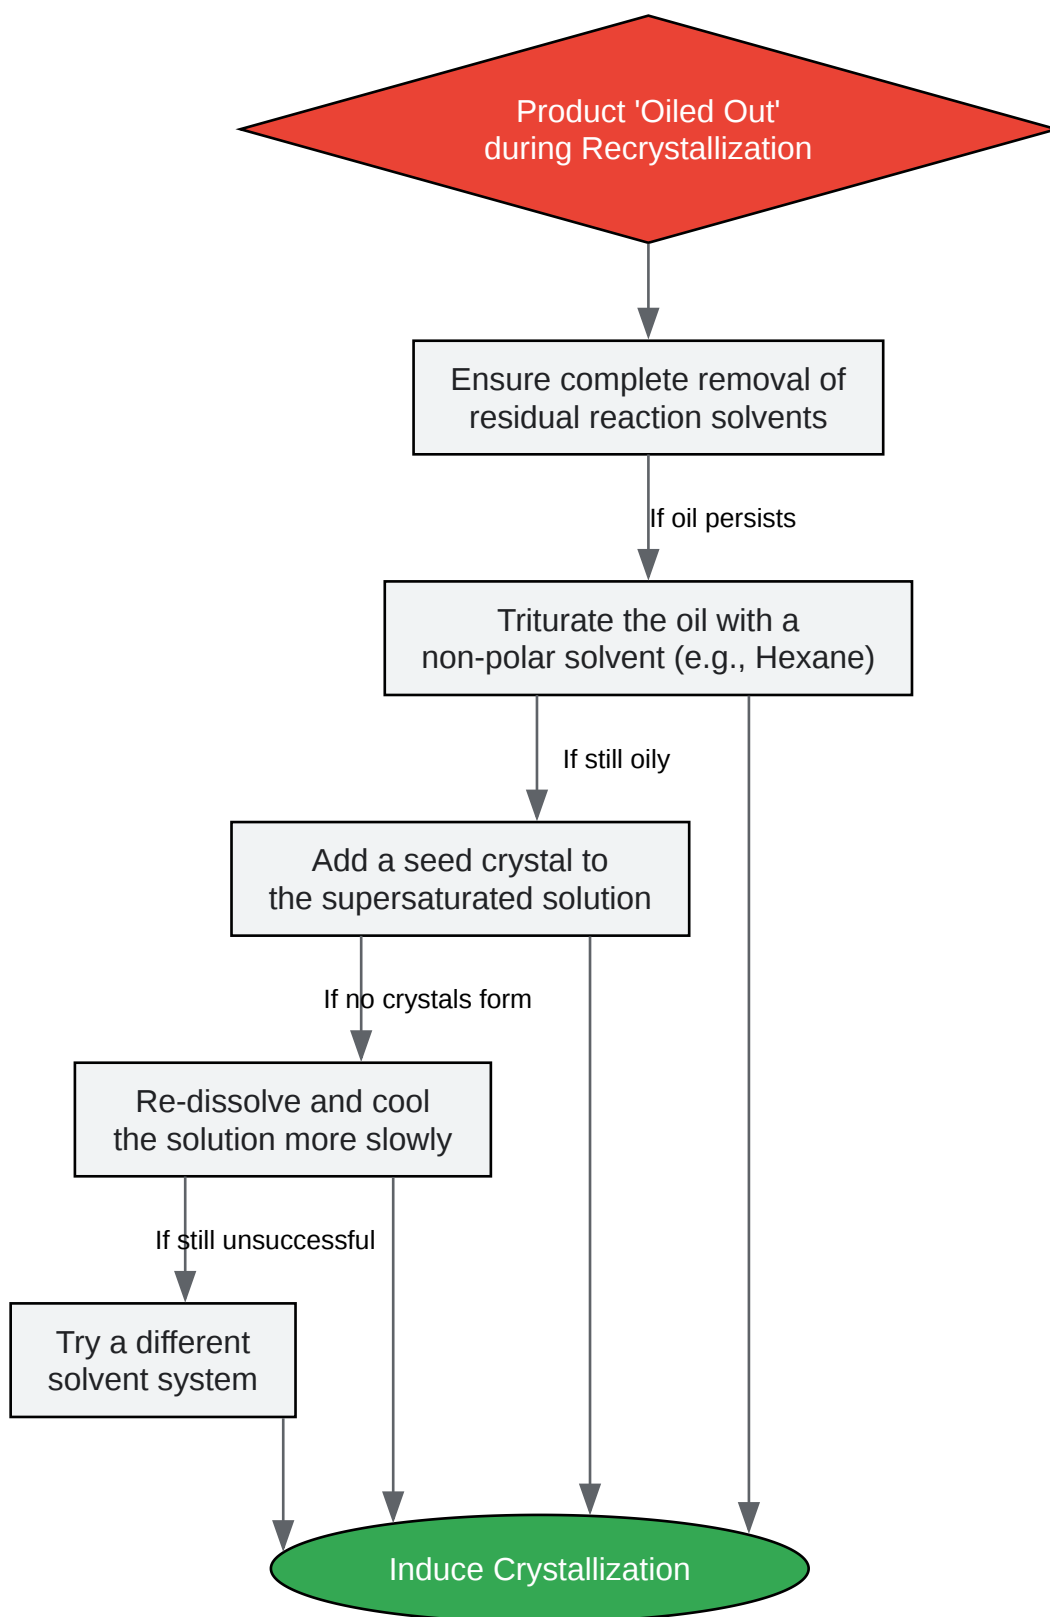 Product 'Oiled Out'
during Recrystallization
Ensure complete removal of
residual reaction solvents
If oil persists
Triturate the oil with a
non-polar solvent (e.g., Hexane)
If still oily
Add a seed crystal to
the supersaturated solution
If no crystals form
Re-dissolve and cool
the solution more slowly
If still unsuccessful
Try a different
solvent system
Induce Crystallization